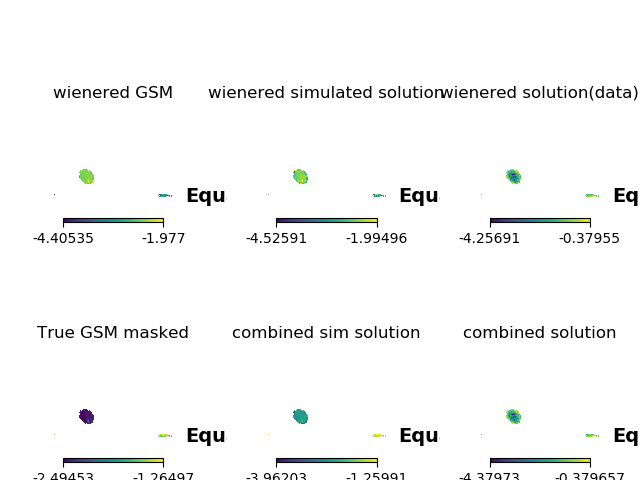 wienered GSM
wienered simulated solution
wienered solution(data)
Equ
Equ
Eq
-4.40535 -1.977
-4.52591 -1.99496
-4.25691 -0.37955
True GSM masked
combined sim solution
combined solution
Equ
Equ
Eq
-2.49453 -1.26497
-3.96203 -1.25991
-4.37973 -0.379657